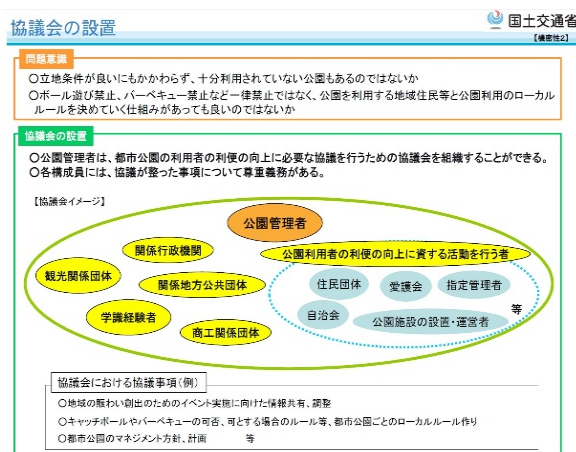 協議会の設置
国土交通省
【機密性2】
問題意識
○立地条件が良いにもかかわらず、十分利用されていない公園もあるのではないか
○ボール遊び禁止、バーベキュー禁止など一律禁止ではなく、公園を利用する地域住民等と公園利用のローカル
ルールを決めていく仕組みがあっても良いのではないか
協議会の設置
○公園管理者は、都市公園の利用者の利便の向上に必要な協議を行うための協議会を組織することができる。
○各構成員には、協議が整った事項について尊重義務がある。
【協議会イメージ】
公園管理者
関係行政機関
公園利用者の利便の向上に資する活動を行う者
観光関係団体
関係地方公共団体
住民団体
愛護会
指定管理者
学識経験者
自治会
公園施設の設置・運営者
等
商工関係団体
協議会における協議事項(例)
○地域の賑わい創出のためのイベント実施に向けた情報共有、調整
○キャッチボールやバーベキューの可否、可とする場合のルール等、都市公園ごとのローカルルール作り
○都市公園のマネジメント方針、計画 等